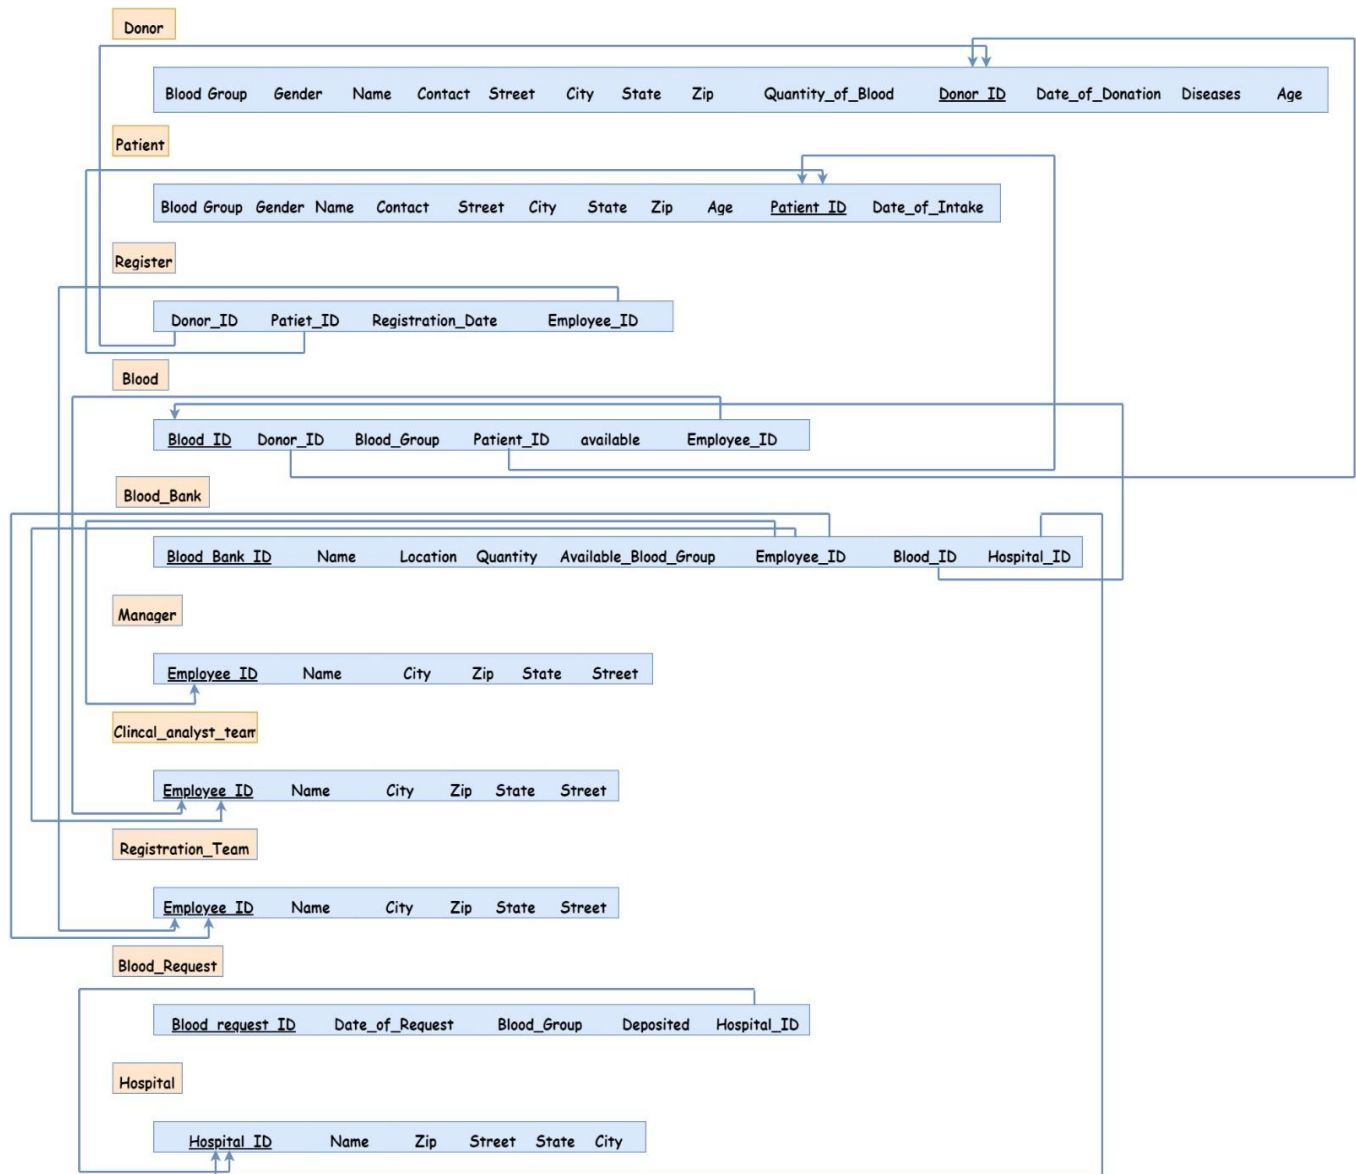 Donor
Blood Group Gender Name Contact Street City State Zip Quantity_of_Blood Donor_ID Date_of_Donation Diseases Age
Patient
Blood Group Gender Name Contact Street City State Zip Age Patient_ID Date_of_Intake
Register
Donor_ID Patiet_ID Registration_Date Employee_ID
Blood
Blood_ID Donor_ID Blood_Group Patient_ID available Employee_ID
Blood_Bank
Blood_Bank_ID Name Location Quantity Available_Blood_Group Employee_ID Blood_ID Hospital_ID
Manager
Employee_ID Name City Zip State Street
Clincal_analyst_team
Employee_ID Name City Zip State Street
Registration_Team
Employee_ID Name City Zip State Street
Blood_Request
Blood_request_ID Date_of_Request Blood_Group Deposited Hospital_ID
Hospital
Hospital_ID Name Zip Street State City